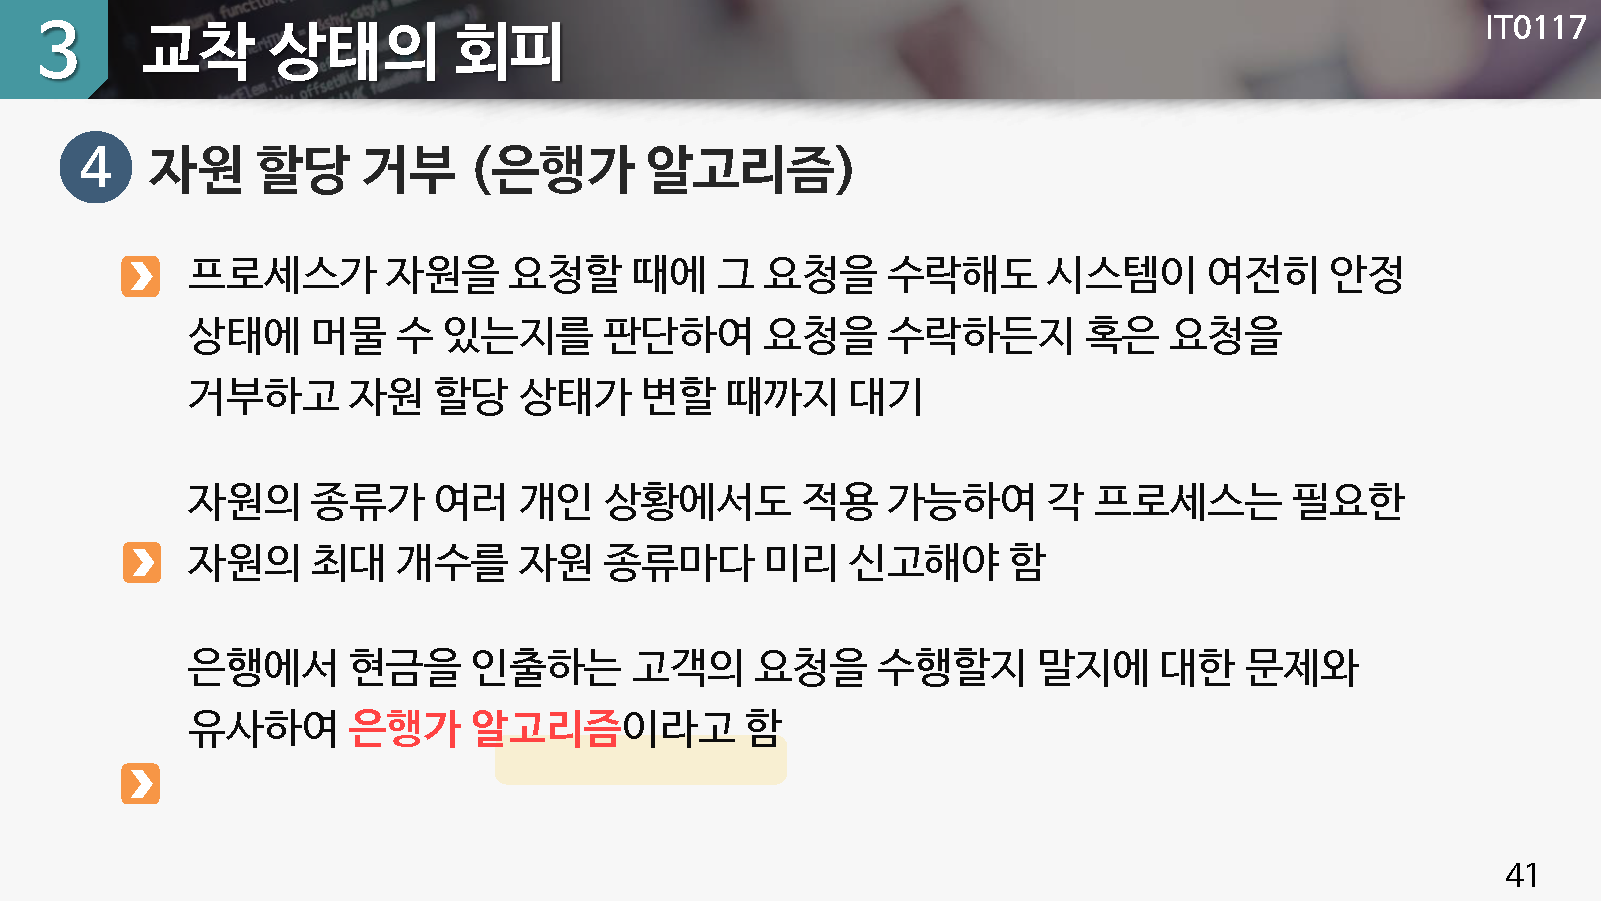 3 교착 상태의 회피
IT0117
4 자원 할당 거부 (은행가 알고리즘)
프로세스가 자원을 요청할 때에 그 요청을 수락해도 시스템이 여전히 안정
상태에 머물 수 있는지를 판단하여 요청을 수락하든지 혹은 요청을
거부하고 자원 할당 상태가 변할 때까지 대기
자원의 종류가 여러 개인 상황에서도 적용 가능하여 각 프로세스는 필요한
자원의 최대 개수를 자원 종류마다 미리 신고해야 함
은행에서 현금을 인출하는 고객의 요청을 수행할지 말지에 대한 문제와
유사하여 은행가 알고리즘이라고 함
41